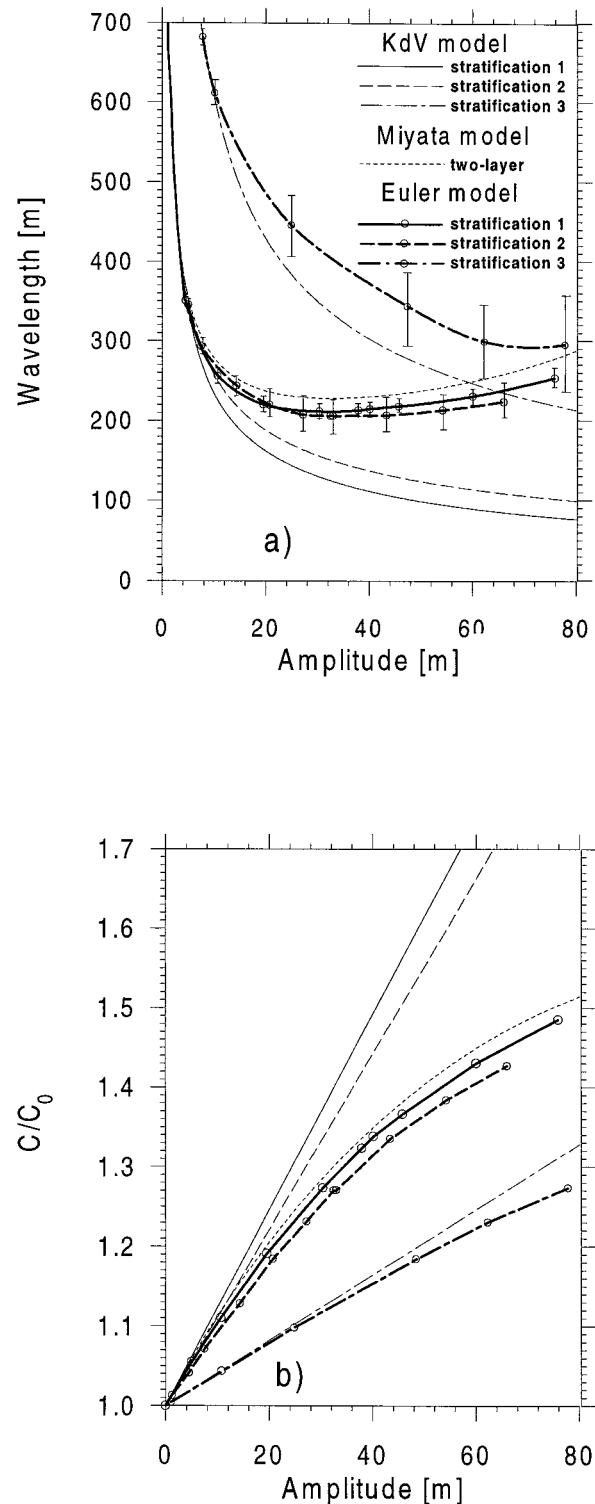 700
600
500
400
300
200
100
0
Wavelength [m]
KdV model
stratification 1
stratification 2
stratification 3
Miyata model
two-layer
Euler model
stratification 1
stratification 2
stratification 3
a)
0 20 40 60 80
Amplitude [m]
1.7
1.6
1.5
1.4
1.3
1.2
1.1
1.0
C/C0
b)
0 20 40 60 80
Amplitude [m]